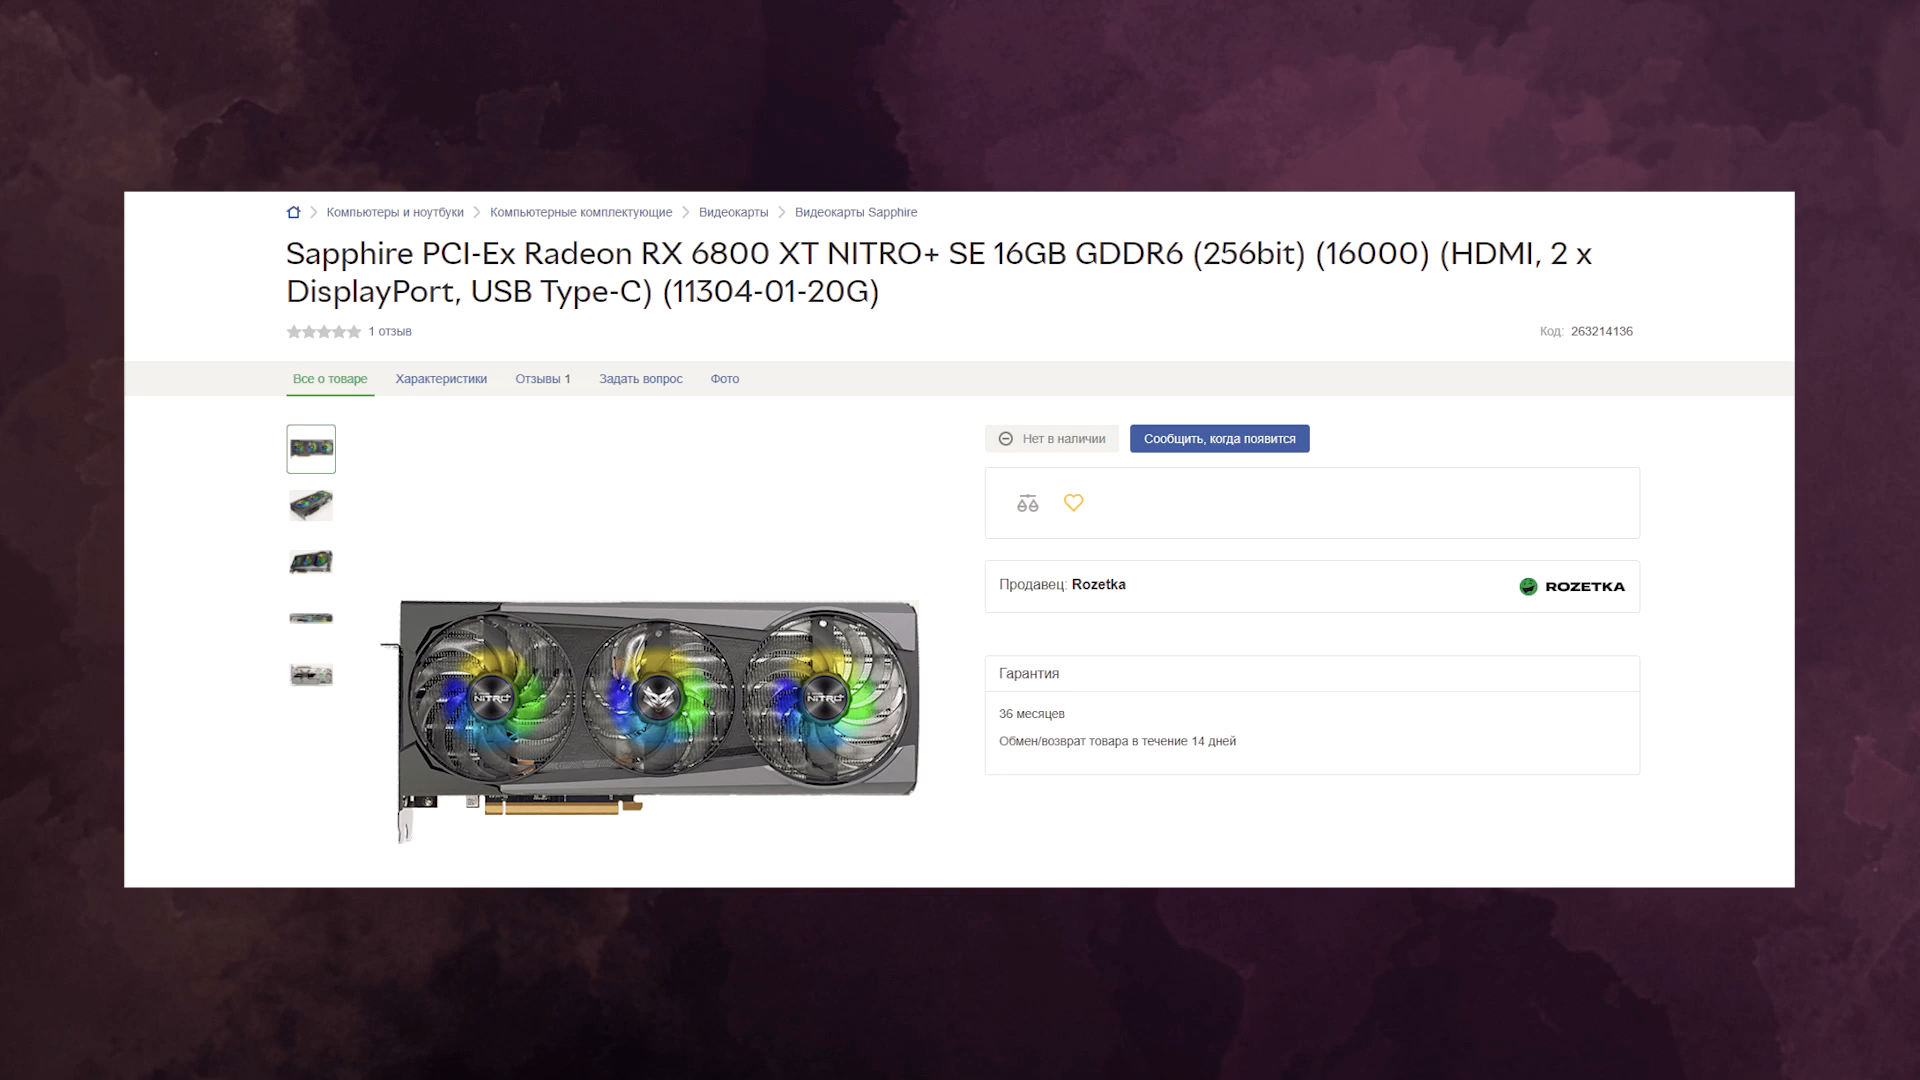 Компьютеры и ноутбуки Компьютерные комплектующие Видеокарты Видеокарты Sapphire
Sapphire PCI-Ex Radeon RX 6800 XT NITRO+ SE 16GB GDDR6 (256bit) (16000) (HDMI, 2 x
DisplayPort, USB Type-C) (11304-01-20G)
1 отзыв
Код: 263214136
Все о товаре Характеристики Отзывы 1 Задать вопрос Фото
Нет в наличии
Сообщить, когда появится
Продавец: Rozetka
ROZETKA
Гарантия
36 месяцев
Обмен/возврат товара в течение 14 дней
NITRO+
NITRO+